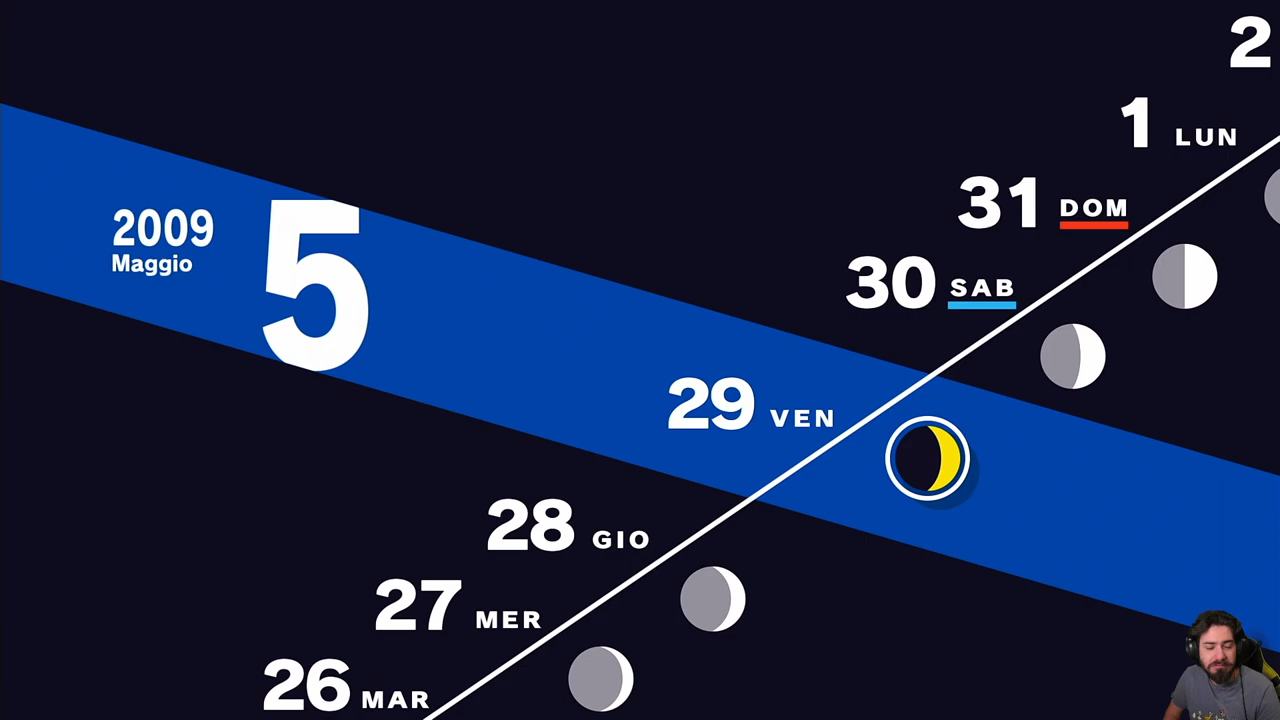 2
1 LUN
31 DOM
30 SAB
2009
Maggio
5
29 VEN
28 GIO
27 MER
26 MAR